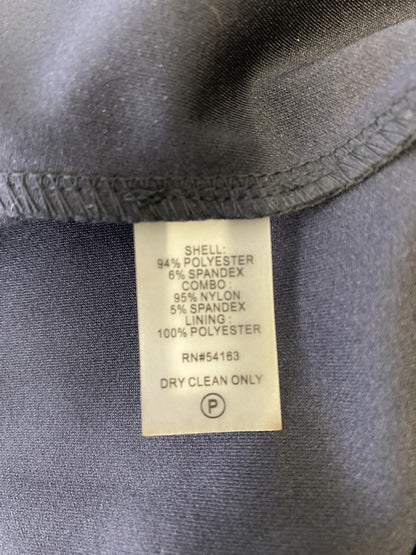 SHELL:
94% POLYESTER
6% SPANDEX
COMBO:
95% NYLON
5% SPANDEX
LINING:
100% POLYESTER
RN#54163
DRY CLEAN ONLY
P